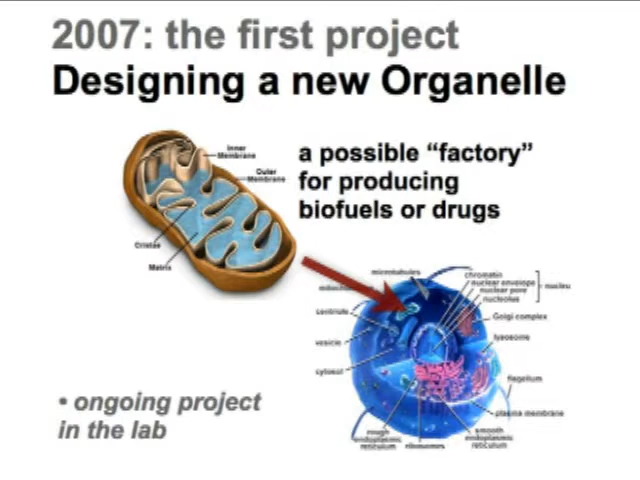 2007: the first project
Designing a new Organelle
a possible “factory”
for producing
biofuels or drugs
Inner
Membrane
Outer
Membrane
Cristae
Matrix
microtubules
chromatin
nuclear envelope
nuclear pore
nucleolus
nucleu
centriole
Golgi complex
vesicle
lysosome
cytosol
flagellum
plasma membrane
rough
endoplasmic
reticulum
ribosomes
smooth
endoplasmic
reticulum
• ongoing project
in the lab